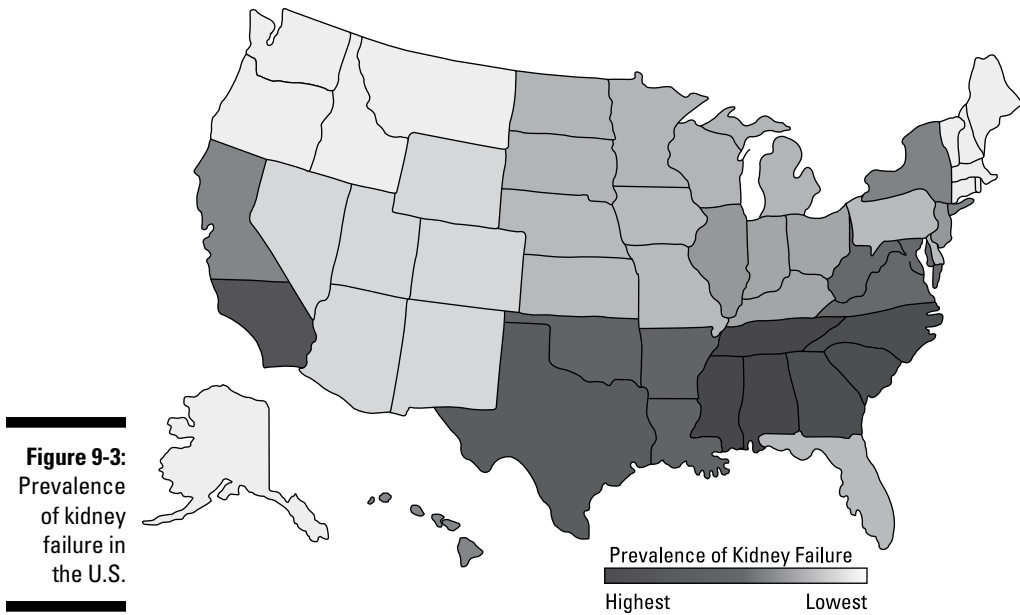 Figure 9-3:
Prevalence
of kidney
failure in
the U.S.
Prevalence of Kidney Failure
Highest Lowest